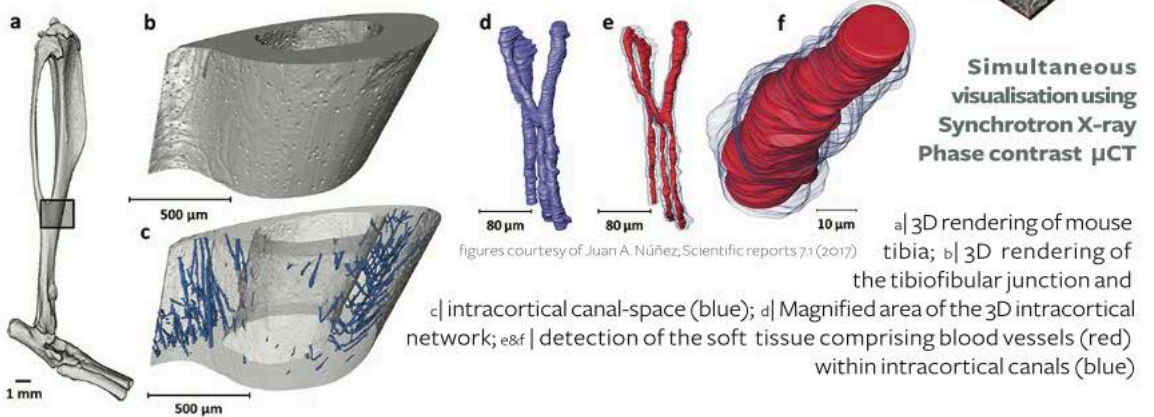 a
b
d
e
f
500 µm
c
80 µm
80 µm
10 µm
1 mm
500 µm
figures courtesy of Juan A. Núñez, Scientific reports 7.1 (2017)
Simultaneous
visualisation using
Synchrotron X-ray
Phase contrast µCT
a| 3D rendering of mouse
tibia; b| 3D rendering of
the tibiofibular junction and
c| intracortical canal-space (blue); d| Magnified area of the 3D intracortical
network; e&f | detection of the soft tissue comprising blood vessels (red)
within intracortical canals (blue)